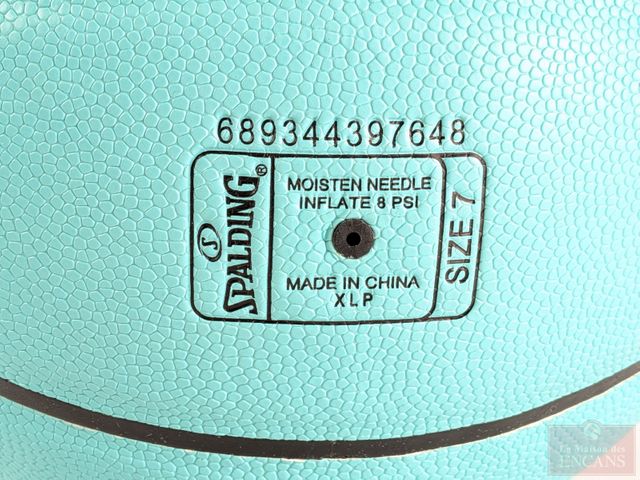 689344397648
SPALDING®
MOISTEN NEEDLE
INFLATE 8 PSI
MADE IN CHINA
XLP
SIZE 7
La Maison des
ENCANS